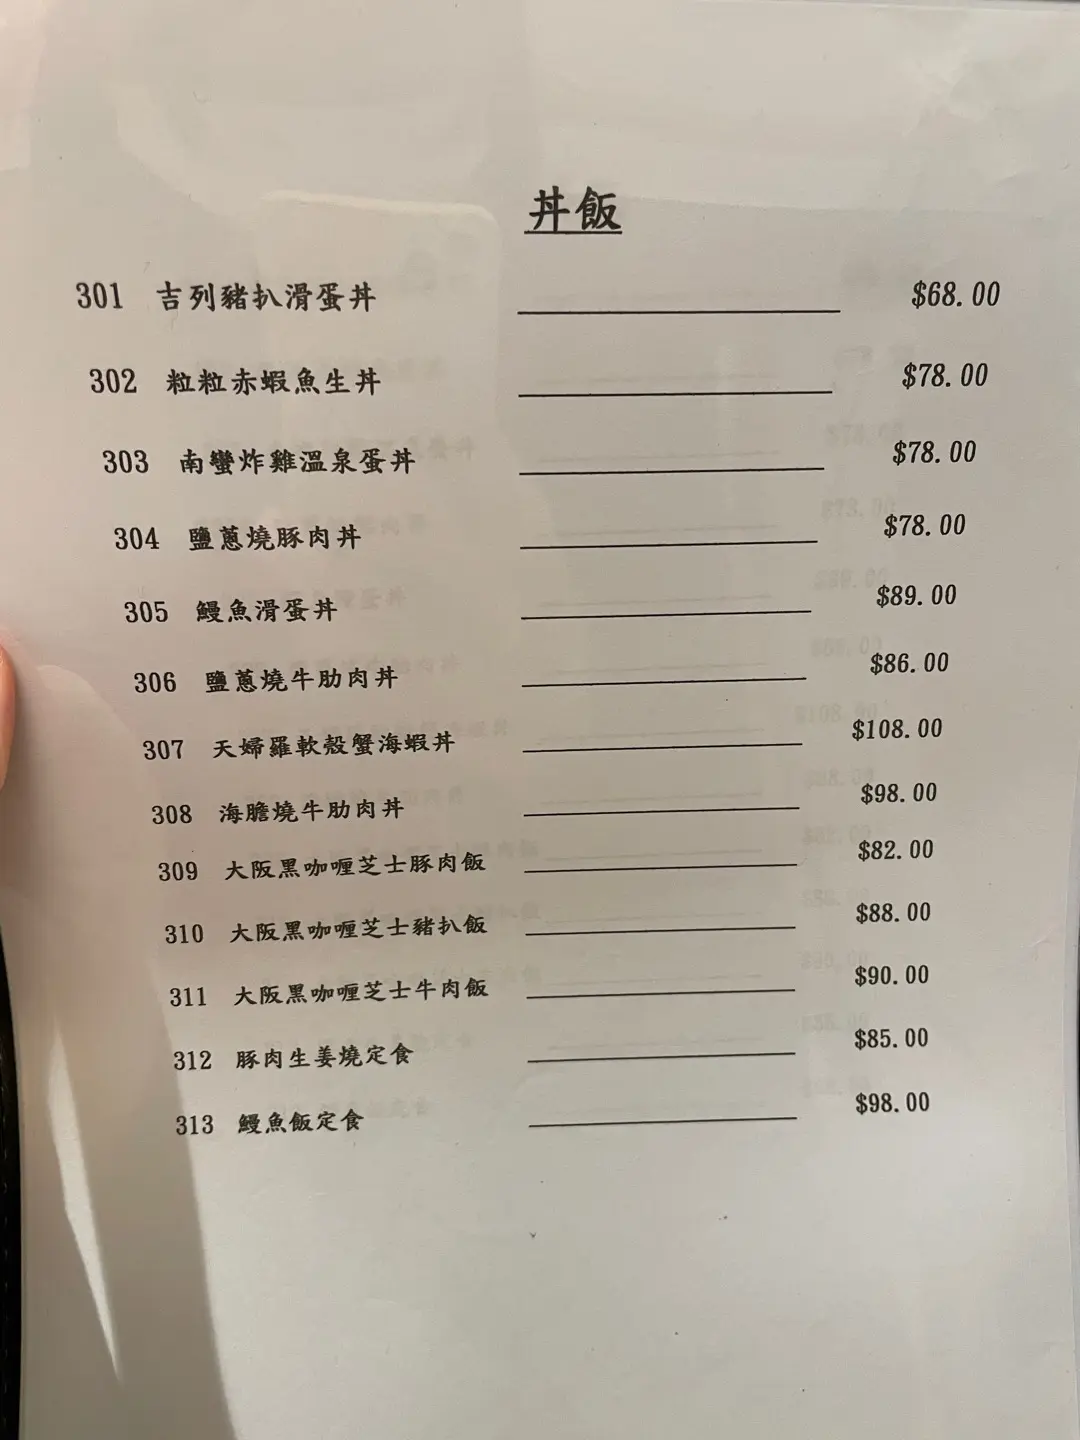 丼飯
301 吉列豬扒滑蛋丼 $68.00
302 粒粒赤蝦魚生丼 $78.00
303 南蠻炸雞溫泉蛋丼 $78.00
304 鹽蔥燒豚肉丼 $78.00
305 鰻魚滑蛋丼 $89.00
306 鹽蔥燒牛肋肉丼 $86.00
307 天婦羅軟殼蟹海蝦丼 $108.00
308 海膽燒牛肋肉丼 $98.00
309 大阪黑咖喱芝士豚肉飯 $82.00
310 大阪黑咖喱芝士豬扒飯 $88.00
311 大阪黑咖喱芝士牛肉飯 $90.00
312 豚肉生姜燒定食 $85.00
313 鰻魚飯定食 $98.00